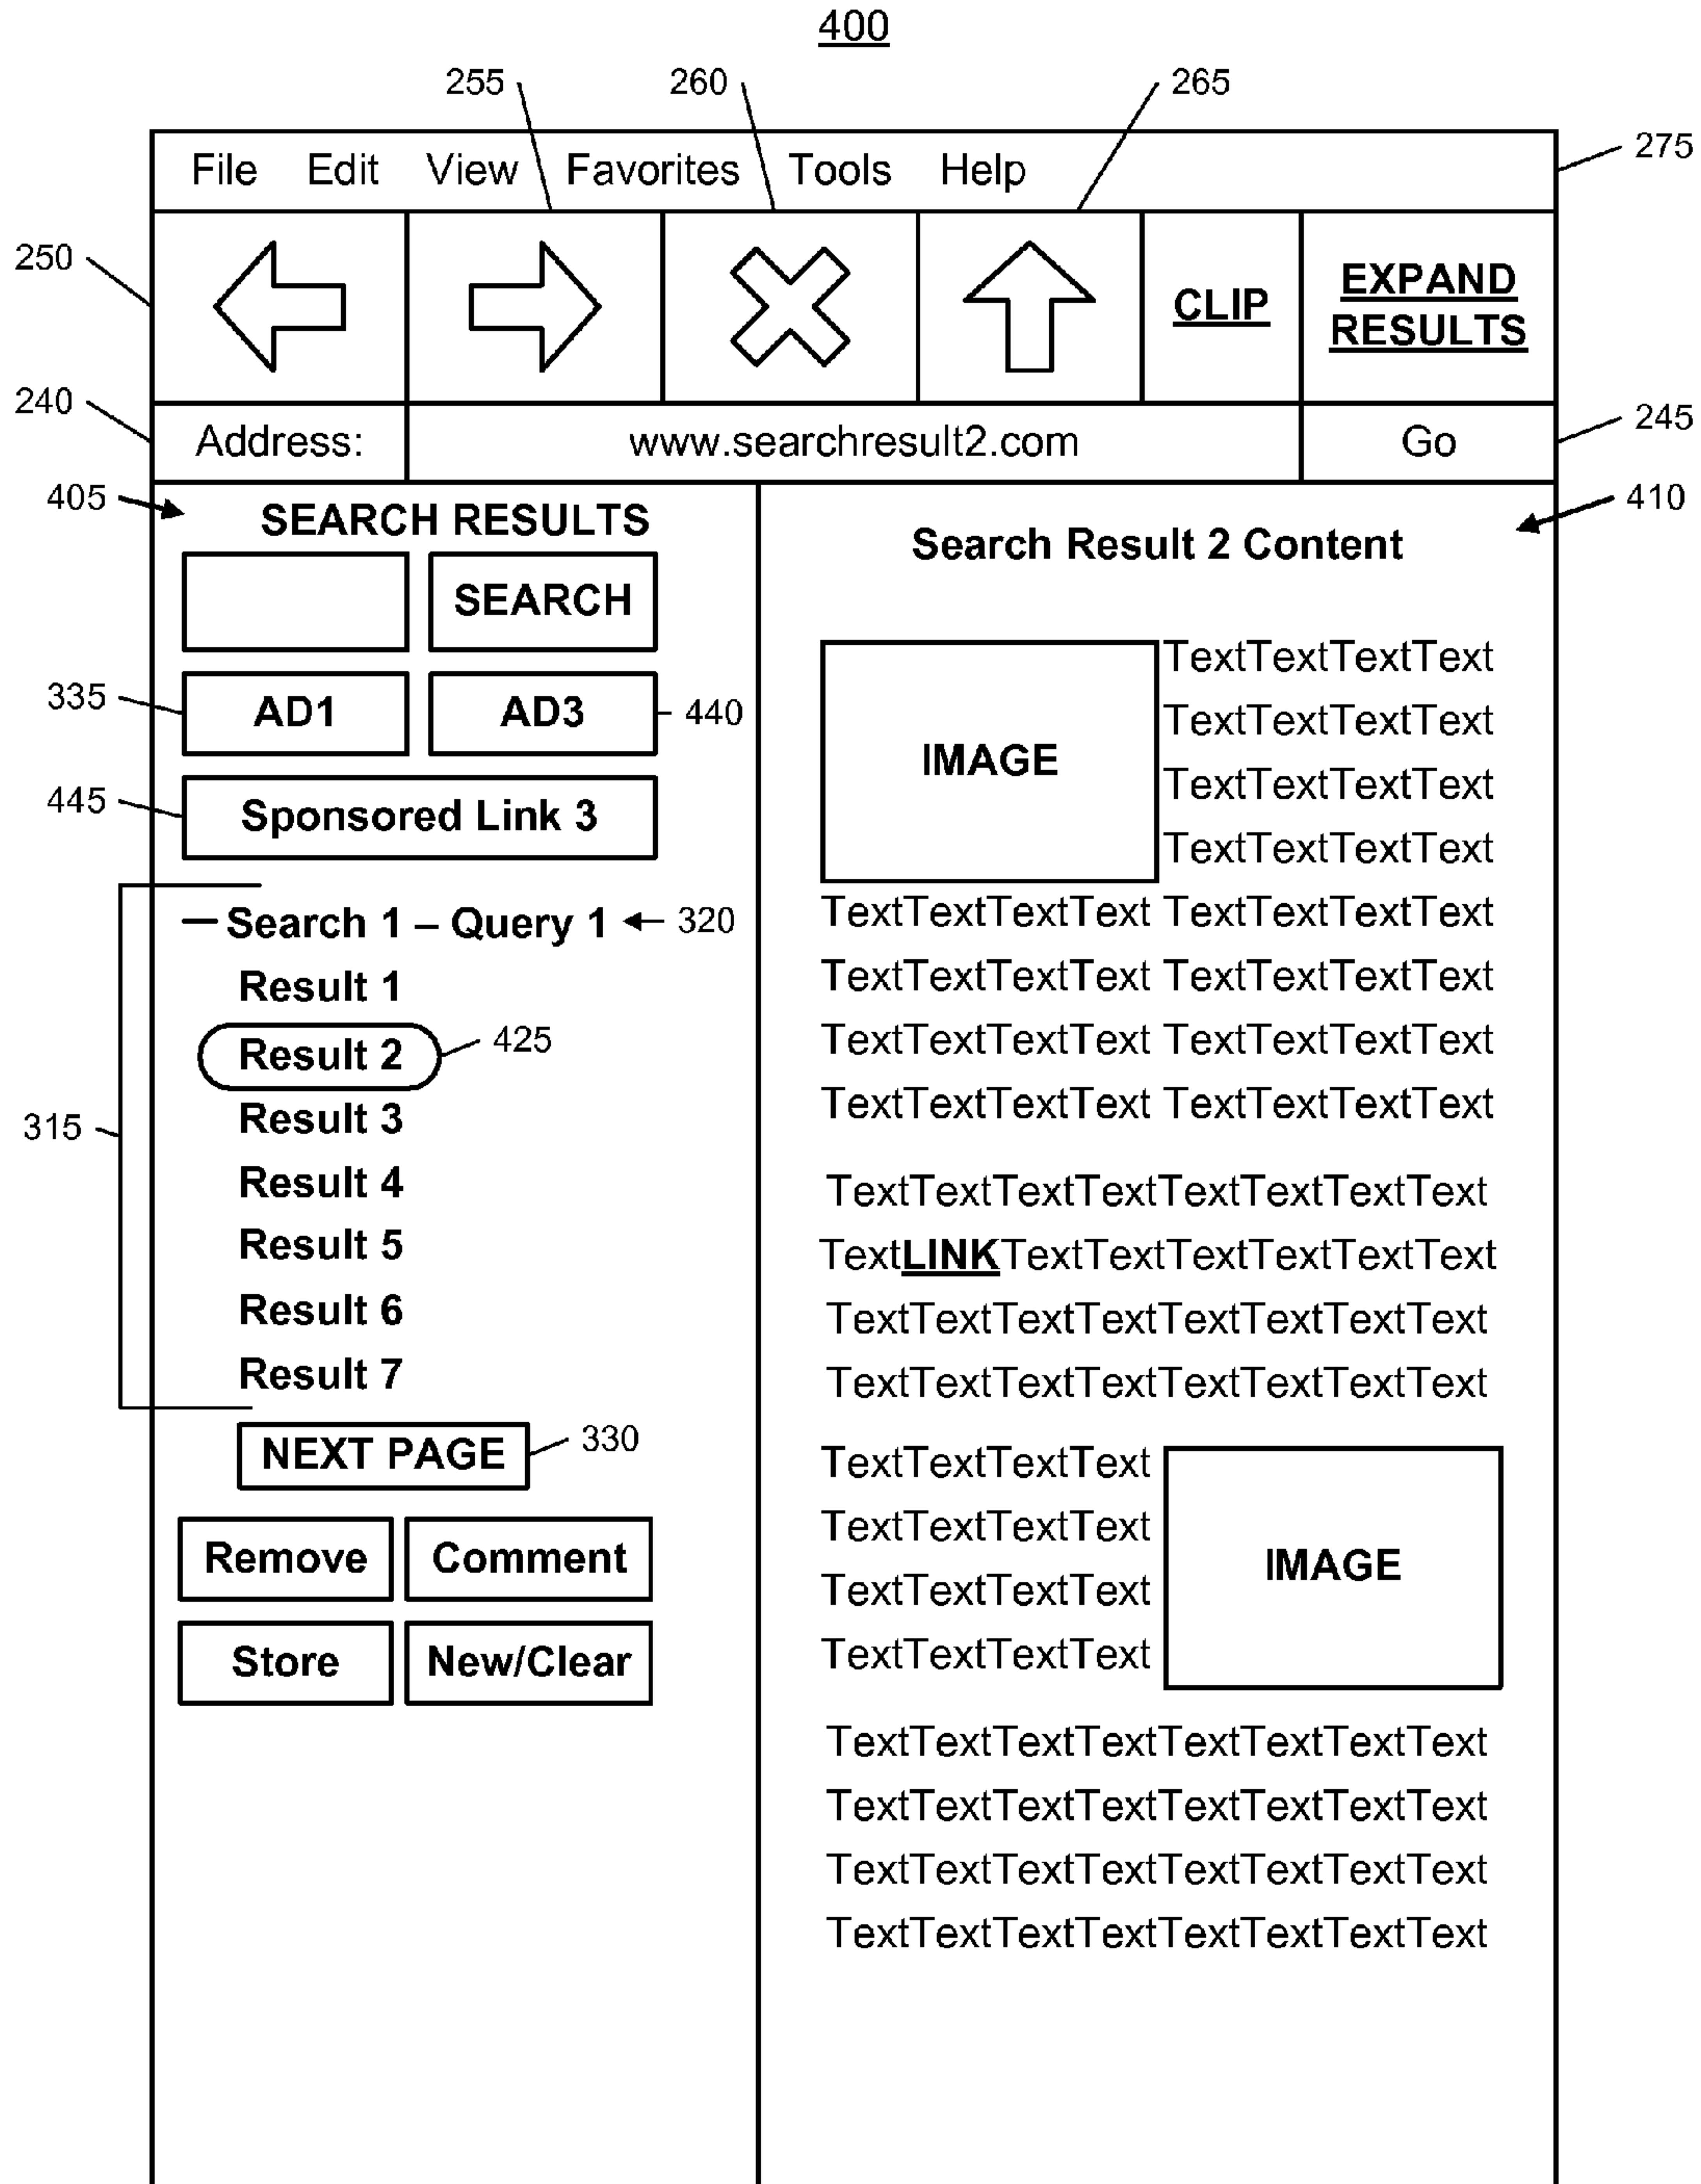 400
255 260 265
File Edit View Favorites Tools Help 275
250 CLIP EXPAND
RESULTS
240 Address: www.searchresult2.com Go 245
405 SEARCH RESULTS
SEARCH
335 AD1 AD3 440
445 Sponsored Link 3
– Search 1 – Query 1 320
Result 1
Result 2 425
315 Result 3
Result 4
Result 5
Result 6
Result 7
NEXT PAGE 330
Remove Comment
Store New/Clear
410
Search Result 2 Content
IMAGE
TextTextTextText
TextTextTextText
TextTextTextText
TextTextTextText
TextTextTextText TextTextTextText
TextTextTextText TextTextTextText
TextTextTextText TextTextTextText
TextTextTextText TextTextTextText
TextTextTextTextTextTextTextText
TextLINKTextTextTextTextTextText
TextTextTextTextTextTextTextText
TextTextTextTextTextTextTextText
TextTextTextText
TextTextTextText
TextTextTextText
TextTextTextText
IMAGE
TextTextTextTextTextTextTextText
TextTextTextTextTextTextTextText
TextTextTextTextTextTextTextText
TextTextTextTextTextTextTextText